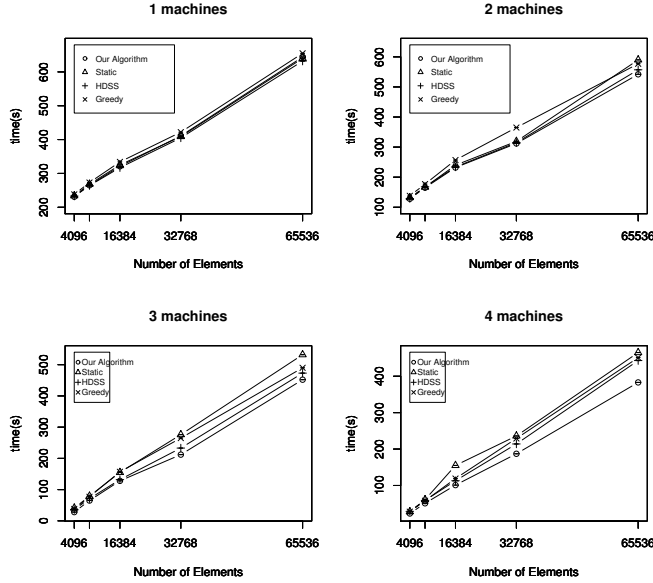 1 machines
Our Algorithm
Static
HDSS
Greedy
time(s)
200 300 400 500 600
4096 16384 32768 65536
Number of Elements
2 machines
Our Algorithm
Static
HDSS
Greedy
time(s)
100 200 300 400 500 600
4096 16384 32768 65536
Number of Elements
3 machines
Our Algorithm
Static
HDSS
Greedy
time(s)
0 100 200 300 400 500
4096 16384 32768 65536
Number of Elements
4 machines
Our Algorithm
Static
HDSS
Greedy
time(s)
100 200 300 400
4096 16384 32768 65536
Number of Elements